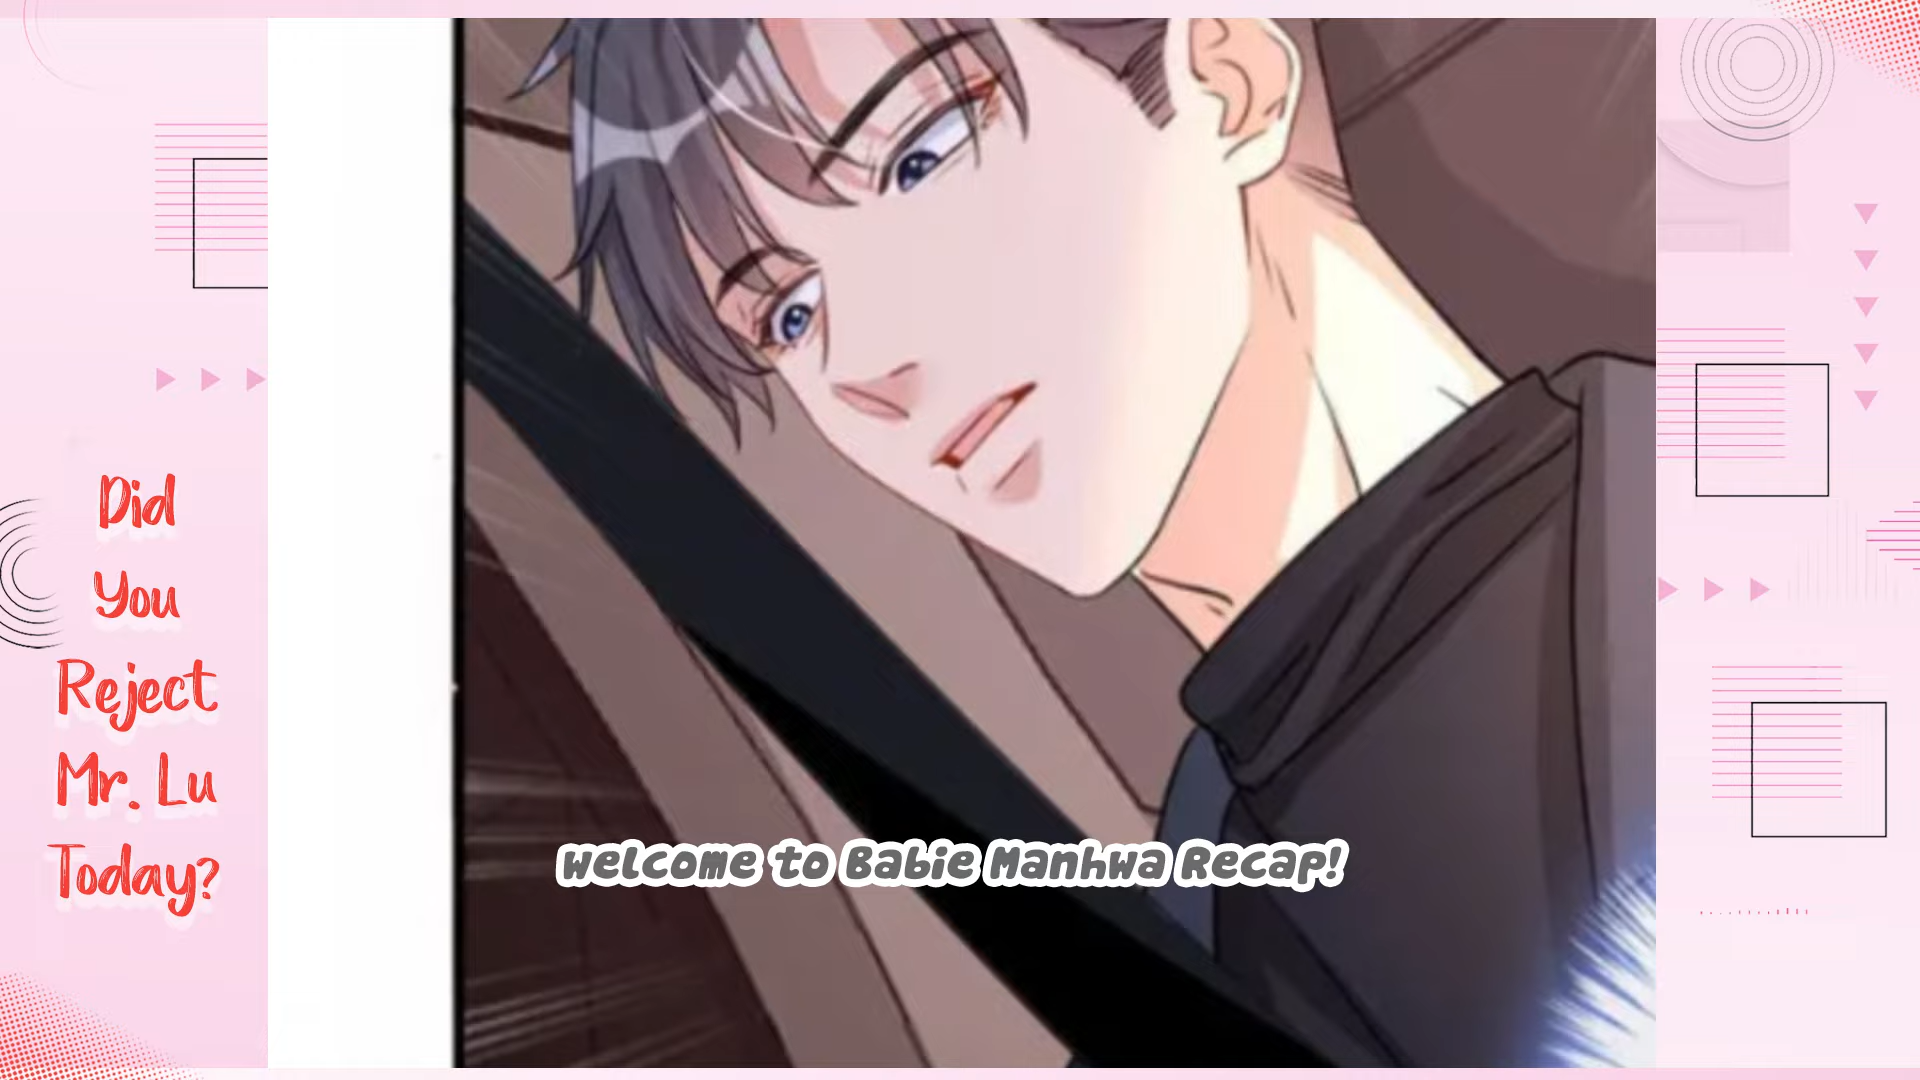 Did
You
Reject
Mr. Lu
Today?
welcome to Babie Manhwa Recap!